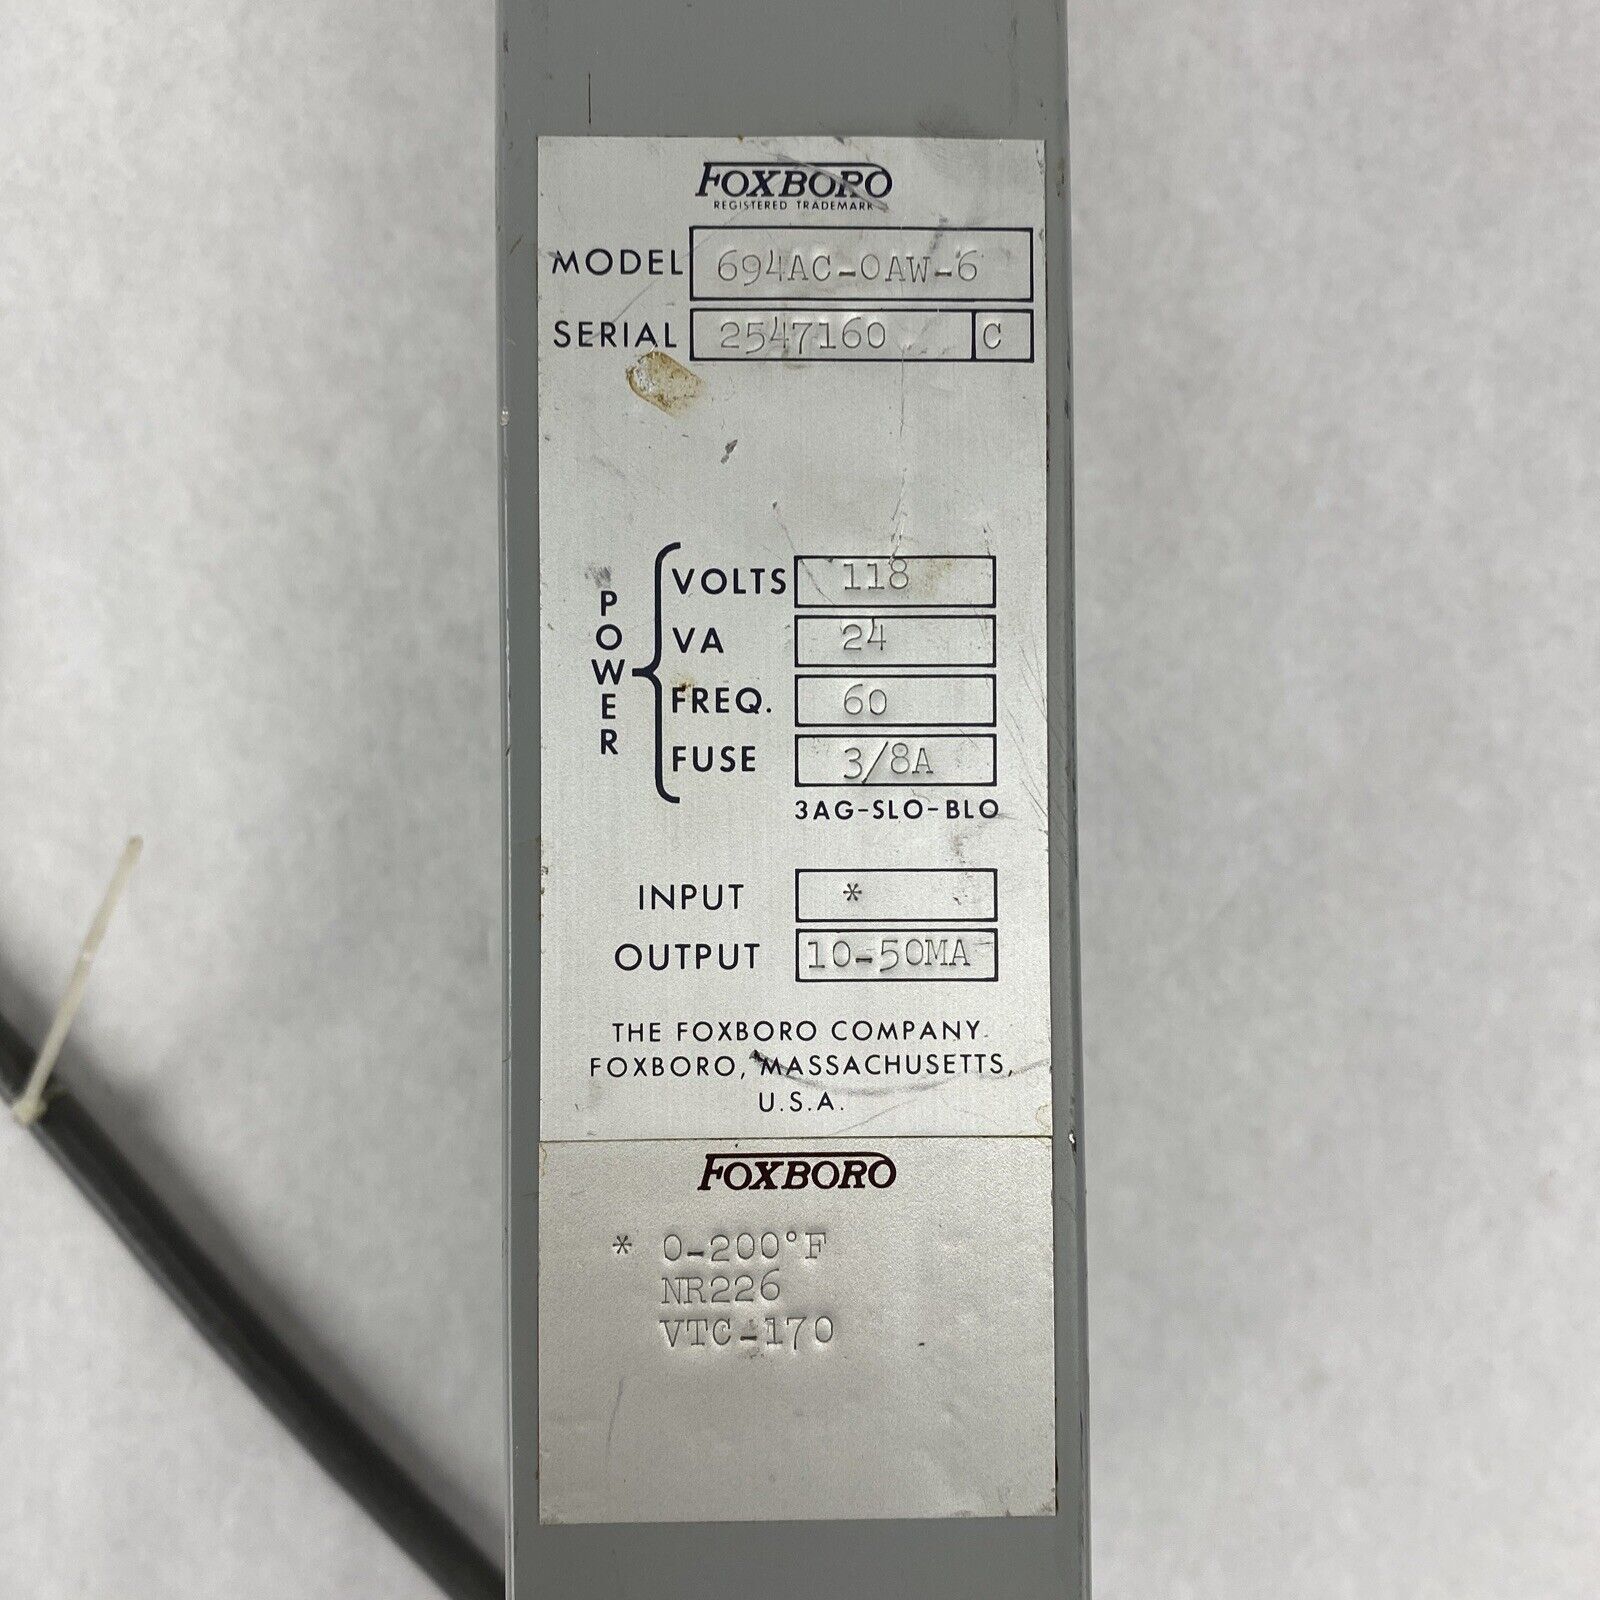 FOXBORO
REGISTERED TRADEMARK
MODEL 694AC-OAW-6
SERIAL 2547160 C
POWER
VOLTS 118
VA 24
FREQ. 60
FUSE 3/8A
3AG-SLO-BLO
INPUT *
OUTPUT 10-50MA
THE FOXBORO COMPANY.
FOXBORO, MASSACHUSETTS,
U.S.A.
FOXBORO
* 0-200°F
NR226
VTC-170